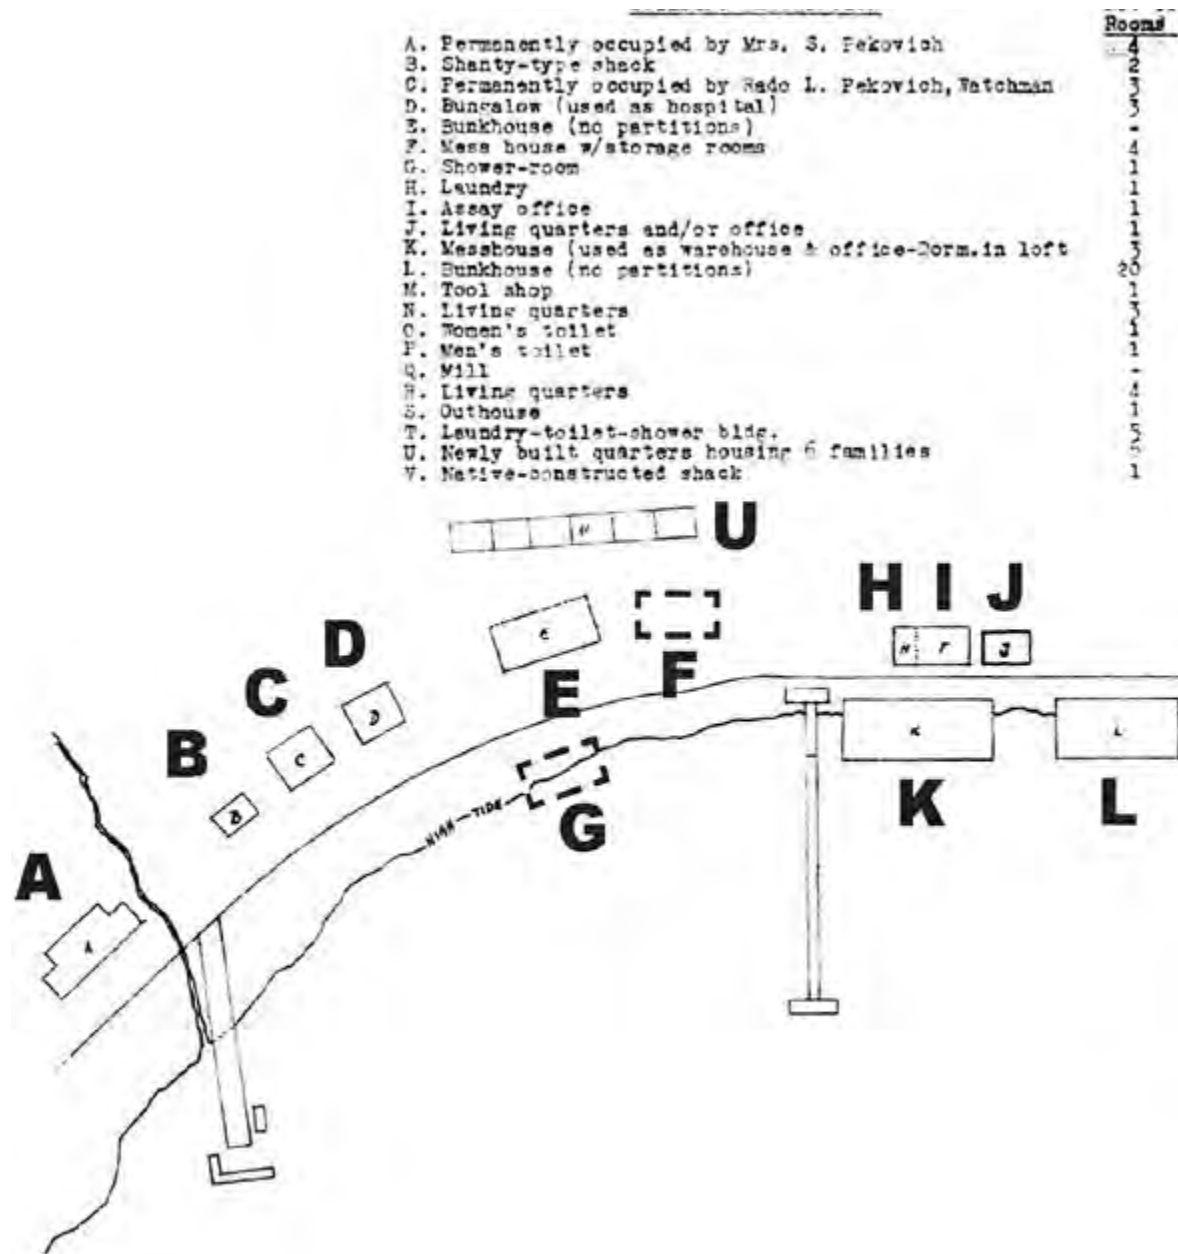 Rooms
A. Permanently occupied by Mrs. S. Pekovich 4
B. Shanty-type shack 2
C. Permanently occupied by Rado L. Pekovich, Watchman 3
D. Bungalow (used as hospital) 3
E. Bunkhouse (no partitions) -
F. Mess house w/storage rooms 4
G. Shower-room 1
H. Laundry 1
I. Assay office 1
J. Living quarters and/or office 1
K. Messhouse (used as warehouse & office-Dorm.in loft 3
L. Bunkhouse (no partitions) 20
M. Tool shop 1
N. Living quarters 3
O. Women's toilet 1
P. Men's toilet 1
Q. Mill -
R. Living quarters 4
S. Outhouse 1
T. Laundry-toilet-shower bldg. 5
U. Newly built quarters housing 6 families
V. Native-constructed shack 1
U U
H I J
E F
D H I J
C D E F
B C
K L
B HIGH-TIDE G K L
A
A